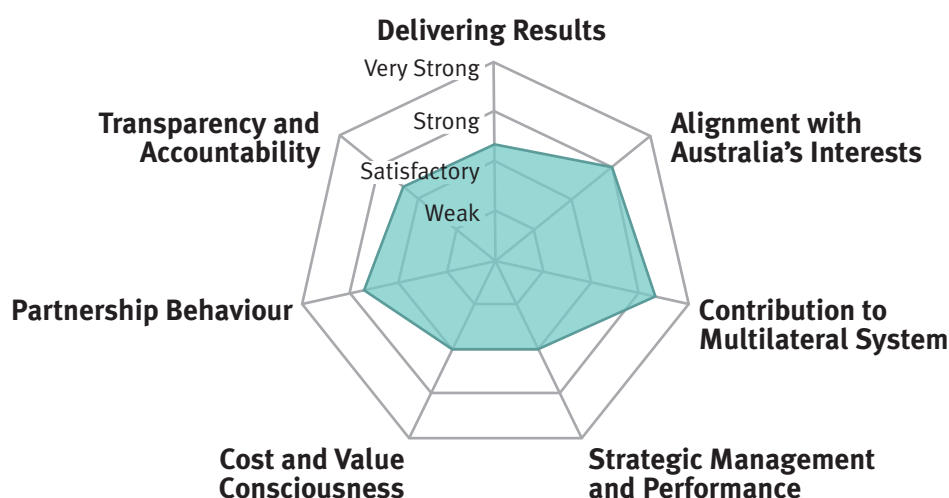 Delivering Results
Very Strong
Strong
Satisfactory
Weak
Alignment with
Australia’s Interests
Contribution to
Multilateral System
Strategic Management
and Performance
Cost and Value
Consciousness
Partnership Behaviour
Transparency and
Accountability